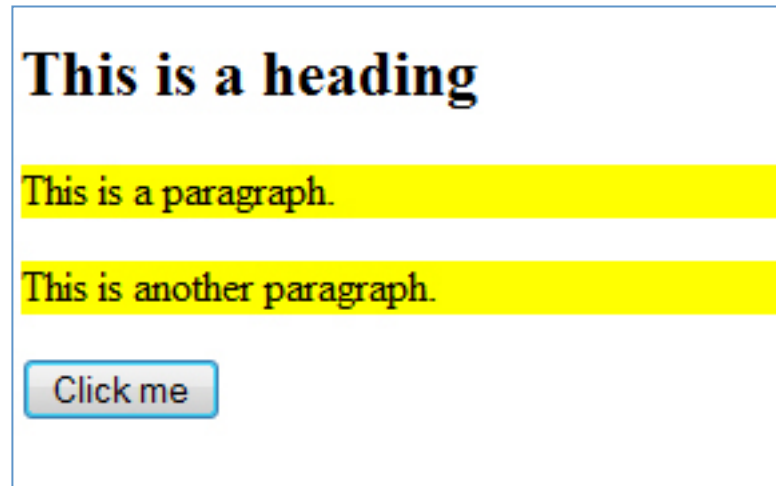 This is a heading
This is a paragraph.
This is another paragraph.
Click me